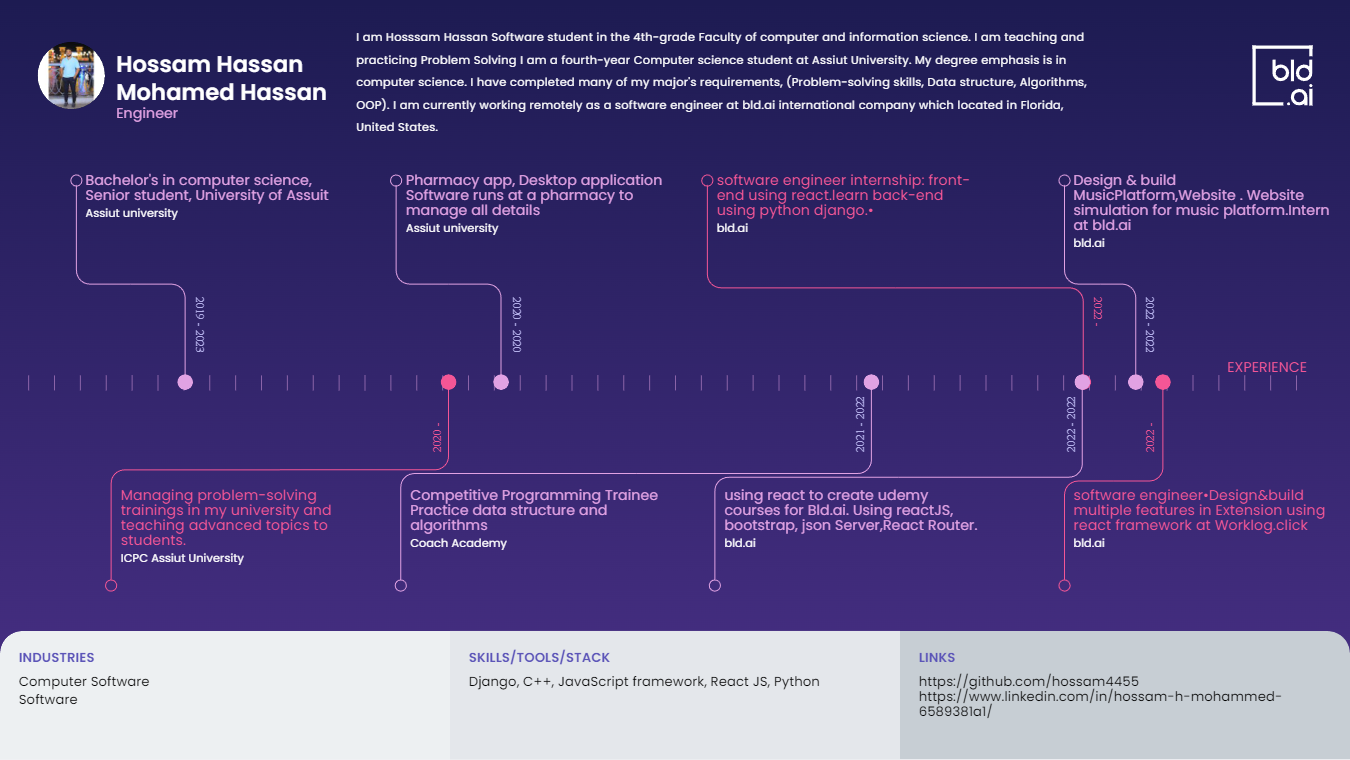 Hossam Hassan
Mohamed Hassan
Engineer
I am Hosssam Hassan Software student in the 4th-grade Faculty of computer and information science. I am teaching and
practicing Problem Solving I am a fourth-year Computer science student at Assiut University. My degree emphasis is in
computer science. I have completed many of my major's requirements, (Problem-solving skills, Data structure, Algorithms,
OOP). I am currently working remotely as a software engineer at bld.ai international company which located in Florida,
United States.
bld
.ai
Bachelor's in computer science,
Senior student, University of Assuit
Assiut university
2019 - 2023
Pharmacy app, Desktop application
Software runs at a pharmacy to
manage all details
Assiut university
2020 - 2020
software engineer internship: front-
end using react.learn back-end
using python django.•
bld.ai
2022 -
Design & build
MusicPlatform,Website . Website
simulation for music platform.Intern
at bld.ai
bld.ai
2022 - 2022
EXPERIENCE
2020 -
Managing problem-solving
trainings in my university and
teaching advanced topics to
students.
ICPC Assiut University
2021 - 2022
Competitive Programming Trainee
Practice data structure and
algorithms
Coach Academy
2022 - 2022
using react to create udemy
courses for Bld.ai. Using reactJS,
bootstrap, json Server,React Router.
bld.ai
2022 -
software engineer•Design&build
multiple features in Extension using
react framework at Worklog.click
bld.ai
INDUSTRIES
Computer Software
Software
SKILLS/TOOLS/STACK
Django, C++, JavaScript framework, React JS, Python
LINKS
https://github.com/hossam4455
https://www.linkedin.com/in/hossam-h-mohammed-
6589381a1/